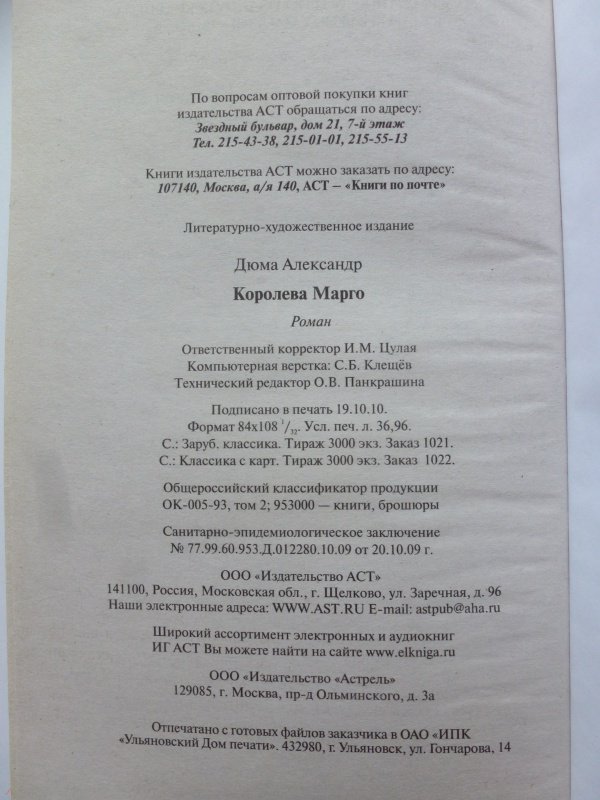 По вопросам оптовой покупки книг
издательства АСТ обращаться по адресу:
Звездный бульвар, дом 21, 7-й этаж
Тел. 215-43-38, 215-01-01, 215-55-13
Книги издательства АСТ можно заказать по адресу:
107140, Москва, а/я 140, АСТ – «Книги по почте»
Литературно-художественное издание
Дюма Александр
Королева Марго
Роман
Ответственный корректор И.М. Цулая
Компьютерная верстка: С.Б. Клещёв
Технический редактор О.В. Панкрашина
Подписано в печать 19.10.10.
Формат 84x108 1/32. Усл. печ. л. 36,96.
С.: Заруб. классика. Тираж 3000 экз. Заказ 1021.
С.: Классика с карт. Тираж 3000 экз. Заказ 1022.
Общероссийский классификатор продукции
ОК-005-93, том 2; 953000 — книги, брошюры
Санитарно-эпидемиологическое заключение
№ 77.99.60.953.Д.012280.10.09 от 20.10.09 г.
ООО «Издательство АСТ»
141100, Россия, Московская обл., г. Щелково, ул. Заречная, д. 96
Наши электронные адреса: WWW.AST.RU E-mail: astpub@aha.ru
Широкий ассортимент электронных и аудиокниг
ИГ АСТ Вы можете найти на сайте www.elkniga.ru
ООО «Издательство «Астрель»
129085, г. Москва, пр-д Ольминского, д. 3а
Отпечатано с готовых файлов заказчика в ОАО «ИПК
«Ульяновский Дом печати». 432980, г. Ульяновск, ул. Гончарова, 14